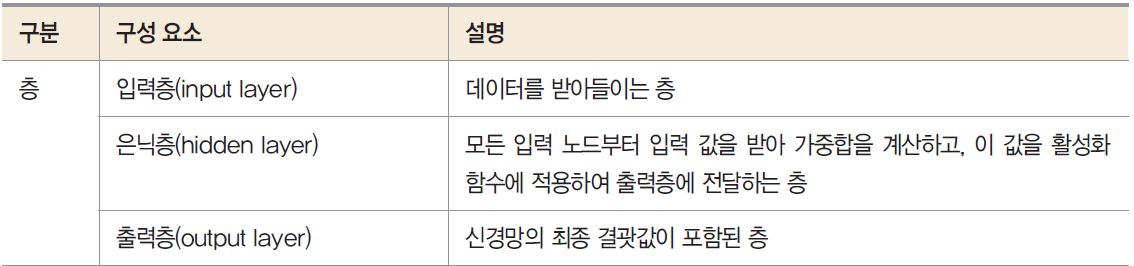 구분 구성 요소 설명
층 입력층(input layer) 데이터를 받아들이는 층
은닉층(hidden layer) 모든 입력 노드부터 입력 값을 받아 가중합을 계산하고, 이 값을 활성화
함수에 적용하여 출력층에 전달하는 층
출력층(output layer) 신경망의 최종 결괏값이 포함된 층